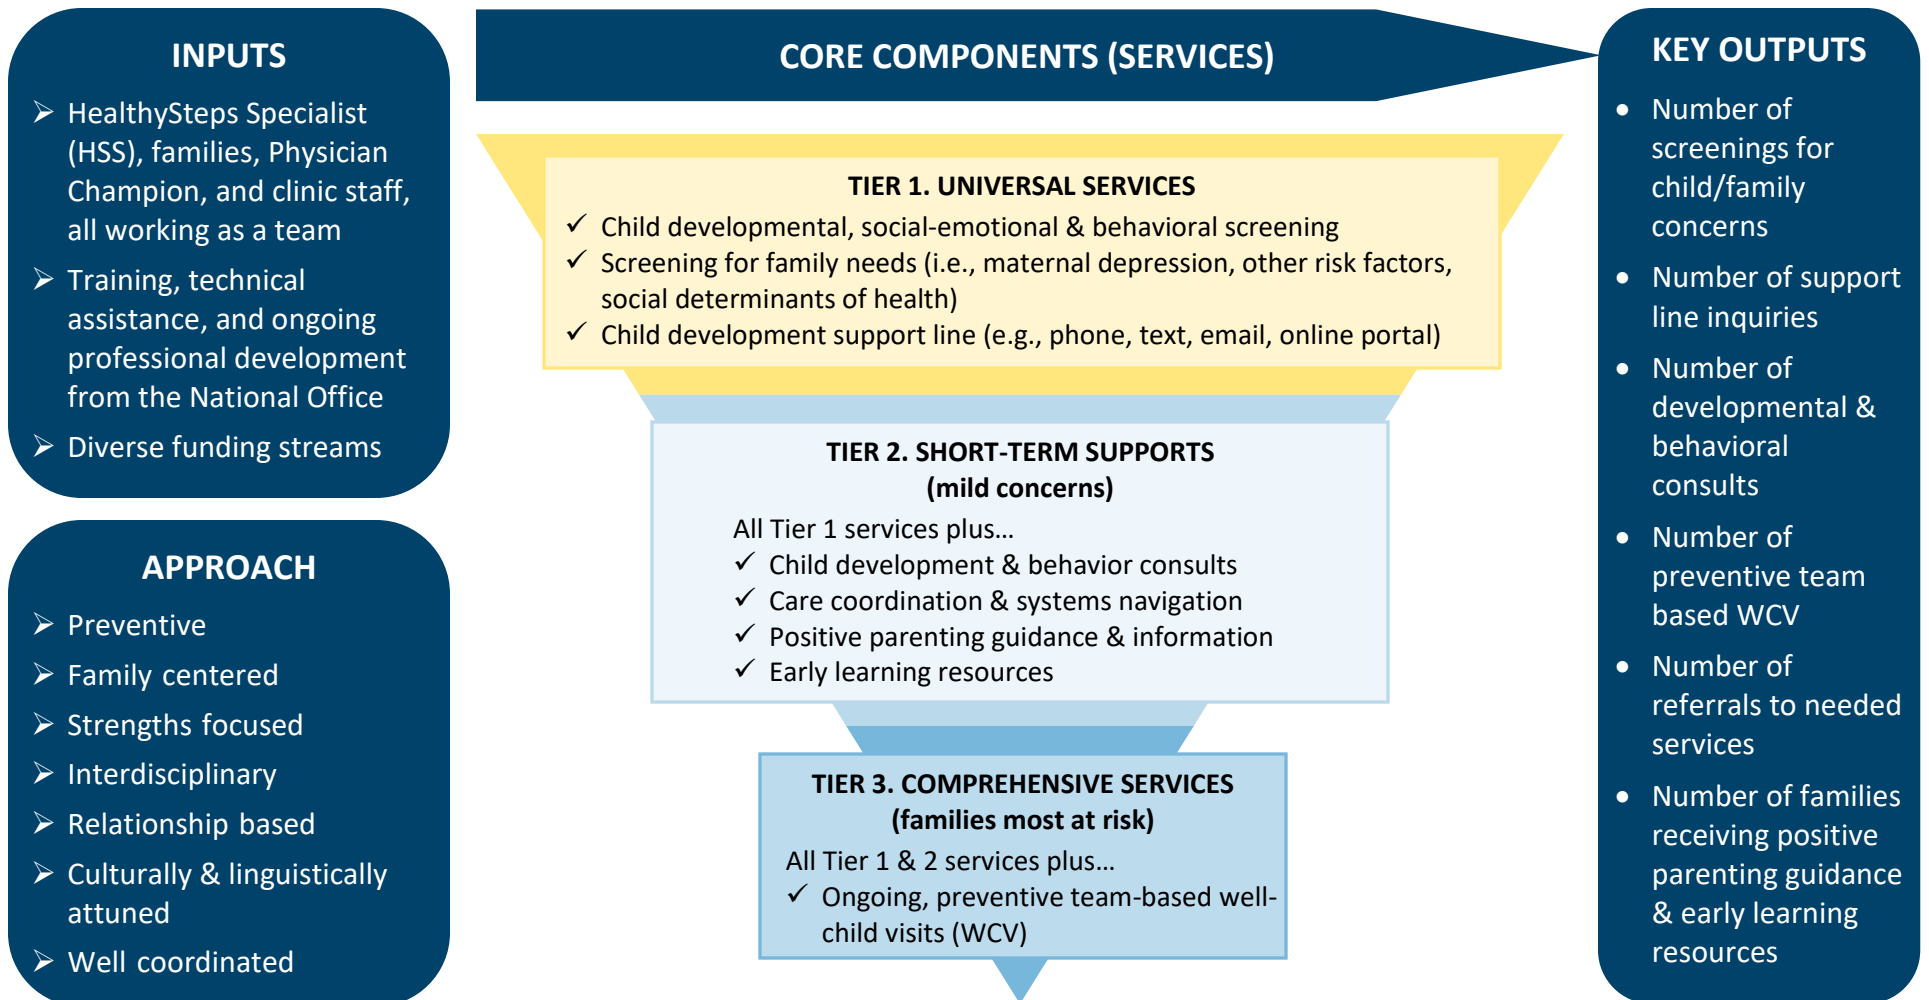 INPUTS
➢ HealthySteps Specialist
(HSS), families, Physician
Champion, and clinic staff,
all working as a team
➢ Training, technical
assistance, and ongoing
professional development
from the National Office
➢ Diverse funding streams
APPROACH
➢ Preventive
➢ Family centered
➢ Strengths focused
➢ Interdisciplinary
➢ Relationship based
➢ Culturally & linguistically
attuned
➢ Well coordinated
CORE COMPONENTS (SERVICES)
TIER 1. UNIVERSAL SERVICES
✓ Child developmental, social-emotional & behavioral screening
✓ Screening for family needs (i.e., maternal depression, other risk factors,
social determinants of health)
✓ Child development support line (e.g., phone, text, email, online portal)
TIER 2. SHORT-TERM SUPPORTS
(mild concerns)
All Tier 1 services plus…
✓ Child development & behavior consults
✓ Care coordination & systems navigation
✓ Positive parenting guidance & information
✓ Early learning resources
TIER 3. COMPREHENSIVE SERVICES
(families most at risk)
All Tier 1 & 2 services plus…
✓ Ongoing, preventive team-based well-
child visits (WCV)
KEY OUTPUTS
• Number of
screenings for
child/family
concerns
• Number of support
line inquiries
• Number of
developmental &
behavioral
consults
• Number of
preventive team
based WCV
• Number of
referrals to needed
services
• Number of families
receiving positive
parenting guidance
& early learning
resources